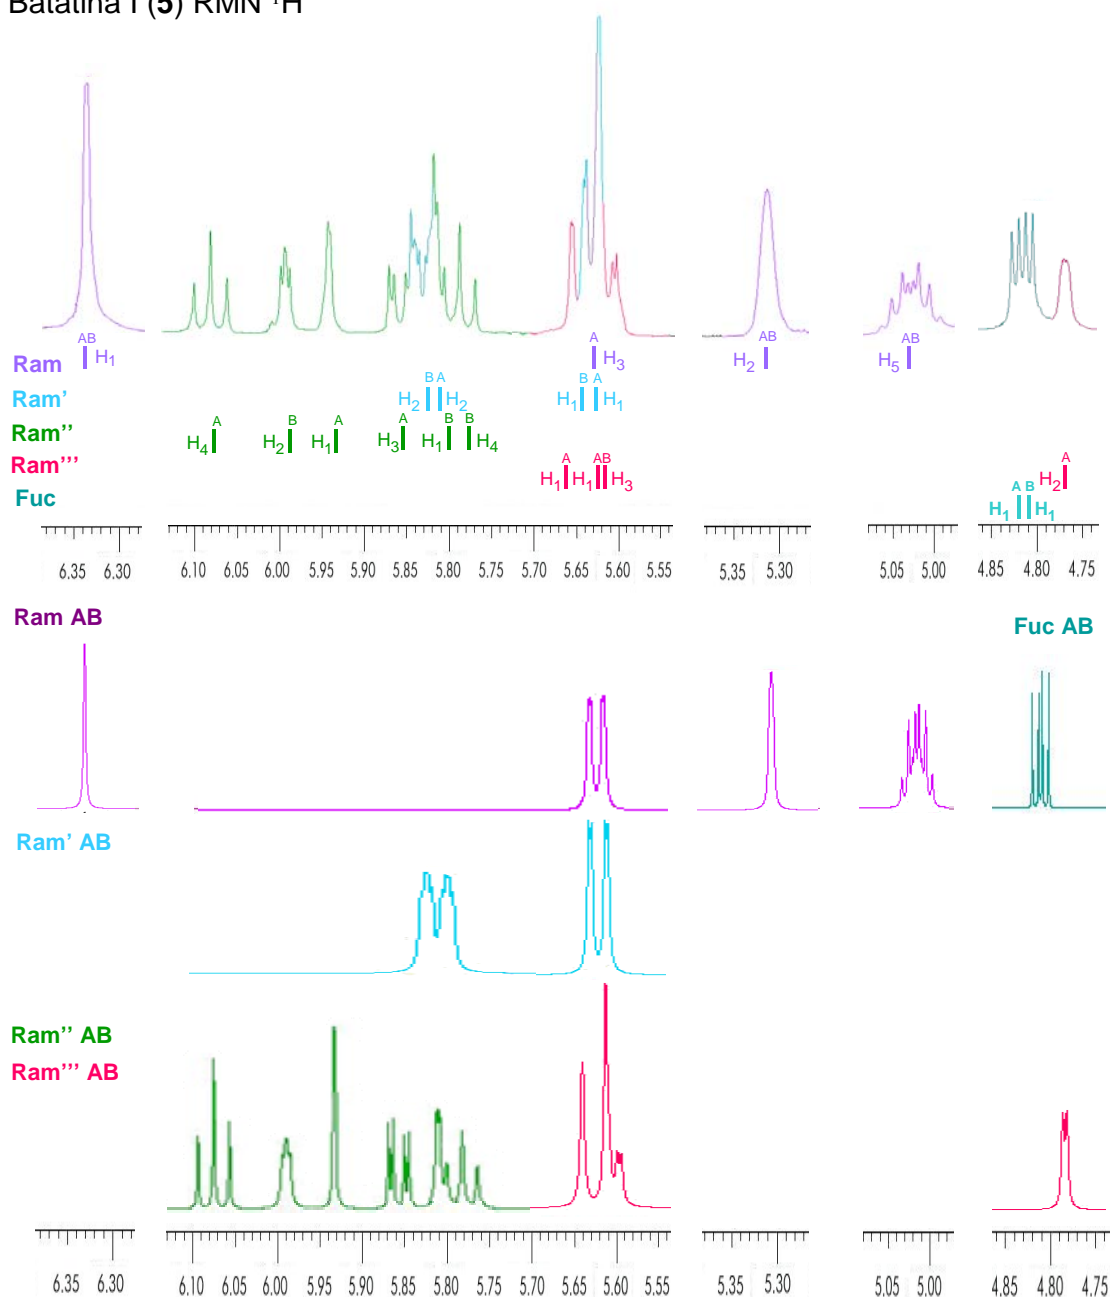 Batatina I (5) RMN ¹H
AB H₁ A H₃ H₂ AB H₅ AB
Ram
Ram' H₂ B A H₂ H₁ B A H₁
Ram'' H₄ A H₂ B H₁ A H₃ A H₁ B B H₄
Ram''' H₁ A H₁ AB H₃ H₂ A
Fuc H₁ A B H₁
6.35 6.30 6.10 6.05 6.00 5.95 5.90 5.85 5.80 5.75 5.70 5.65 5.60 5.55 5.35 5.30 5.05 5.00 4.85 4.80 4.75
Ram AB
Fuc AB
Ram' AB
Ram'' AB
Ram''' AB
6.35 6.30 6.10 6.05 6.00 5.95 5.90 5.85 5.80 5.75 5.70 5.65 5.60 5.55 5.35 5.30 5.05 5.00 4.85 4.80 4.75